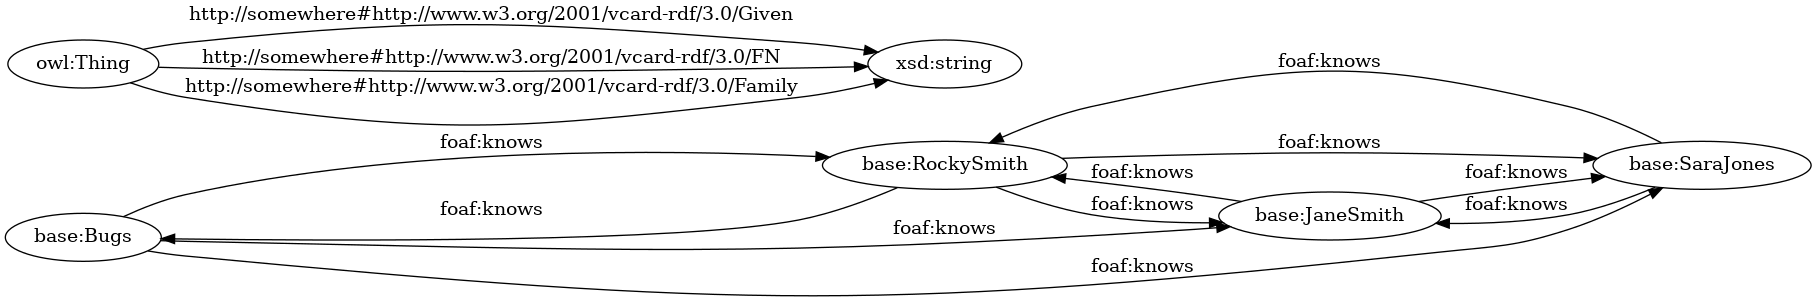 http://somewhere#http://www.w3.org/2001/vcard-rdf/3.0/Given
owl:Thing
http://somewhere#http://www.w3.org/2001/vcard-rdf/3.0/FN
xsd:string
http://somewhere#http://www.w3.org/2001/vcard-rdf/3.0/Family
foaf:knows
foaf:knows
foaf:knows
base:RockySmith
base:SaraJones
foaf:knows
foaf:knows
foaf:knows
foaf:knows
foaf:knows
base:JaneSmith
base:Bugs
foaf:knows
foaf:knows